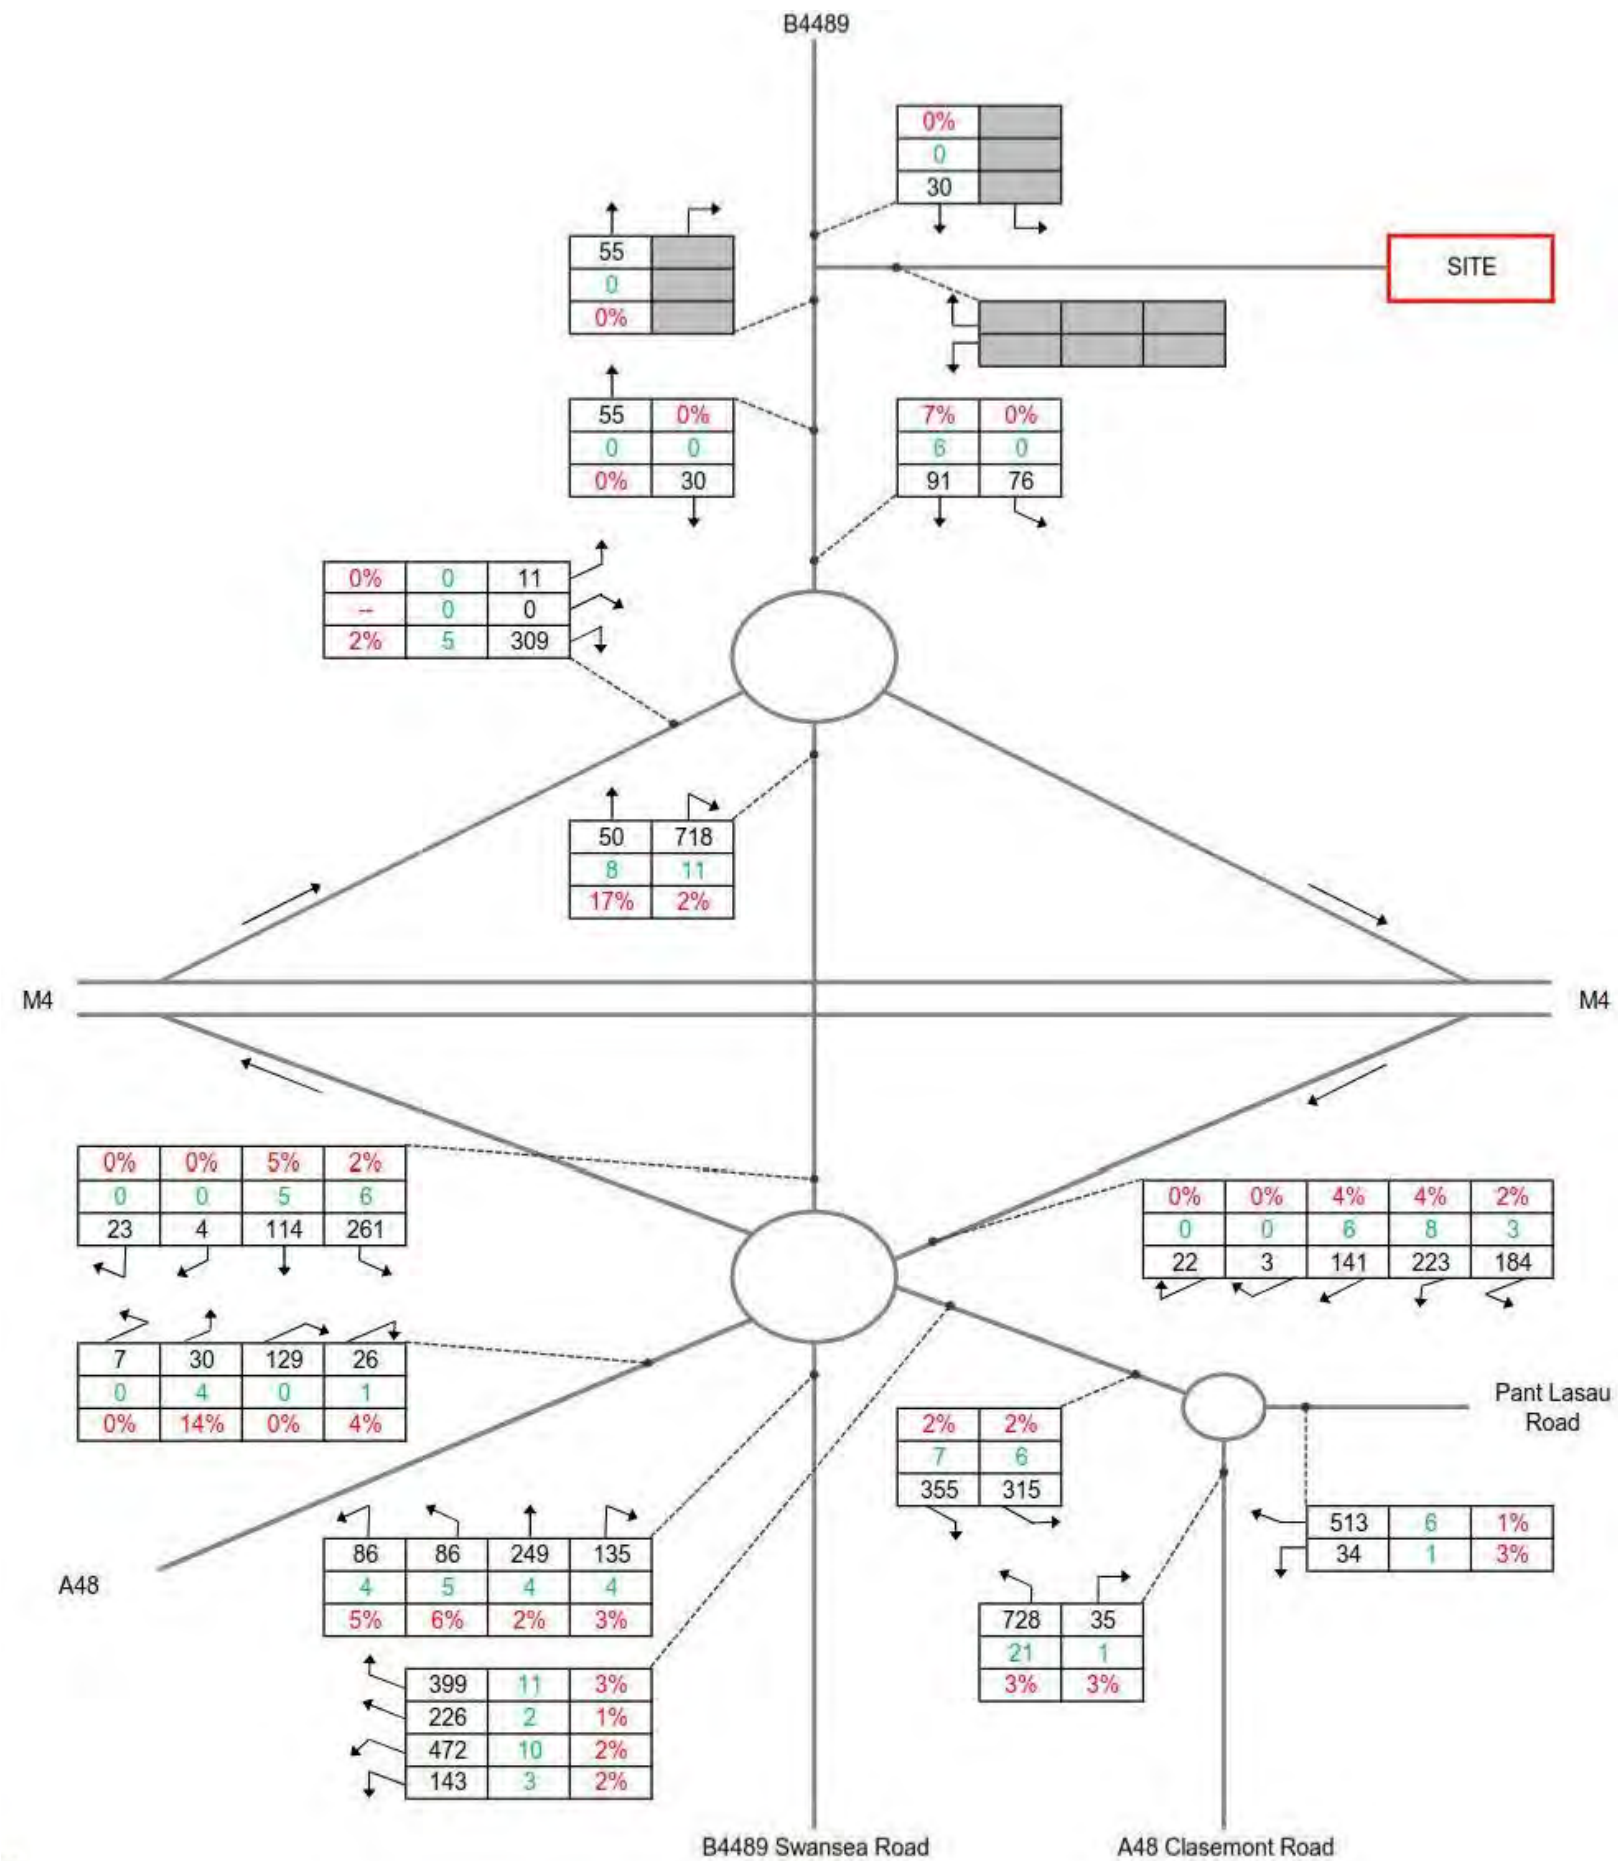 B4489
0%
0
30
55
0
0%
SITE
55 0%
0 0
0% 30
7% 0%
6 0
91 76
0% 0 11
-- 0 0
2% 5 309
50 718
8 11
17% 2%
M4
M4
0% 0% 5% 2%
0 0 5 6
23 4 114 261
0% 0% 4% 4% 2%
0 0 6 8 3
22 3 141 223 184
7 30 129 26
0 4 0 1
0% 14% 0% 4%
Pant Lasau
Road
2% 2%
7 6
355 315
513 6 1%
34 1 3%
A48
86 86 249 135
4 5 4 4
5% 6% 2% 3%
728 35
21 1
3% 3%
399 11 3%
226 2 1%
472 10 2%
143 3 2%
B4489 Swansea Road
A48 Clasemont Road